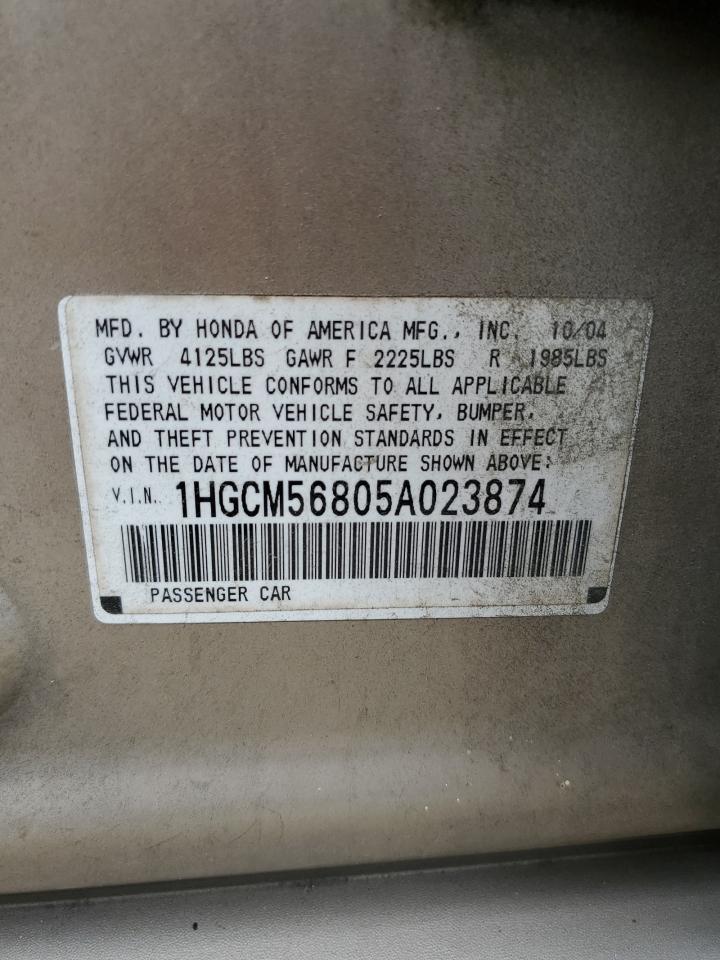 MFD. BY HONDA OF AMERICA MFG., INC. 10/04
GVWR 4125LBS GAWR F 2225LBS R 1985LBS
THIS VEHICLE CONFORMS TO ALL APPLICABLE
FEDERAL MOTOR VEHICLE SAFETY, BUMPER,
AND THEFT PREVENTION STANDARDS IN EFFECT
ON THE DATE OF MANUFACTURE SHOWN ABOVE:
V.I.N. 1HGCM56805A023874
PASSENGER CAR